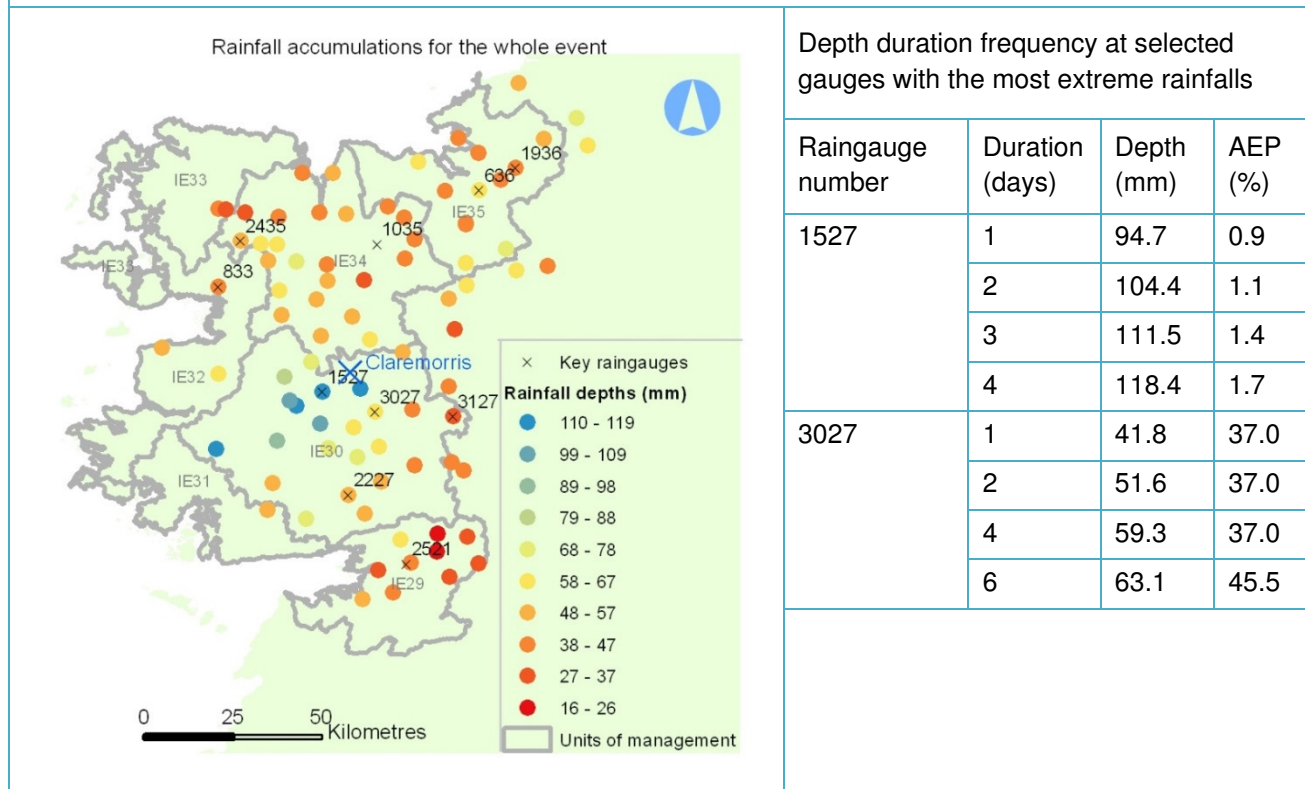 Rainfall accumulations for the whole event
1936
636
IE33
IE35
2435
1035
IE34
IE33
833
Claremorris
1527
IE32
3027
3127
IE30
IE31
2227
2521
IE29
0 25 50 Kilometres
× Key raingauges
Rainfall depths (mm)
110 - 119
99 - 109
89 - 98
79 - 88
68 - 78
58 - 67
48 - 57
38 - 47
27 - 37
16 - 26
Units of management
Depth duration frequency at selected
gauges with the most extreme rainfalls
Raingauge Duration Depth AEP
number (days) (mm) (%)
1527 1 94.7 0.9
2 104.4 1.1
3 111.5 1.4
4 118.4 1.7
3027 1 41.8 37.0
2 51.6 37.0
4 59.3 37.0
6 63.1 45.5